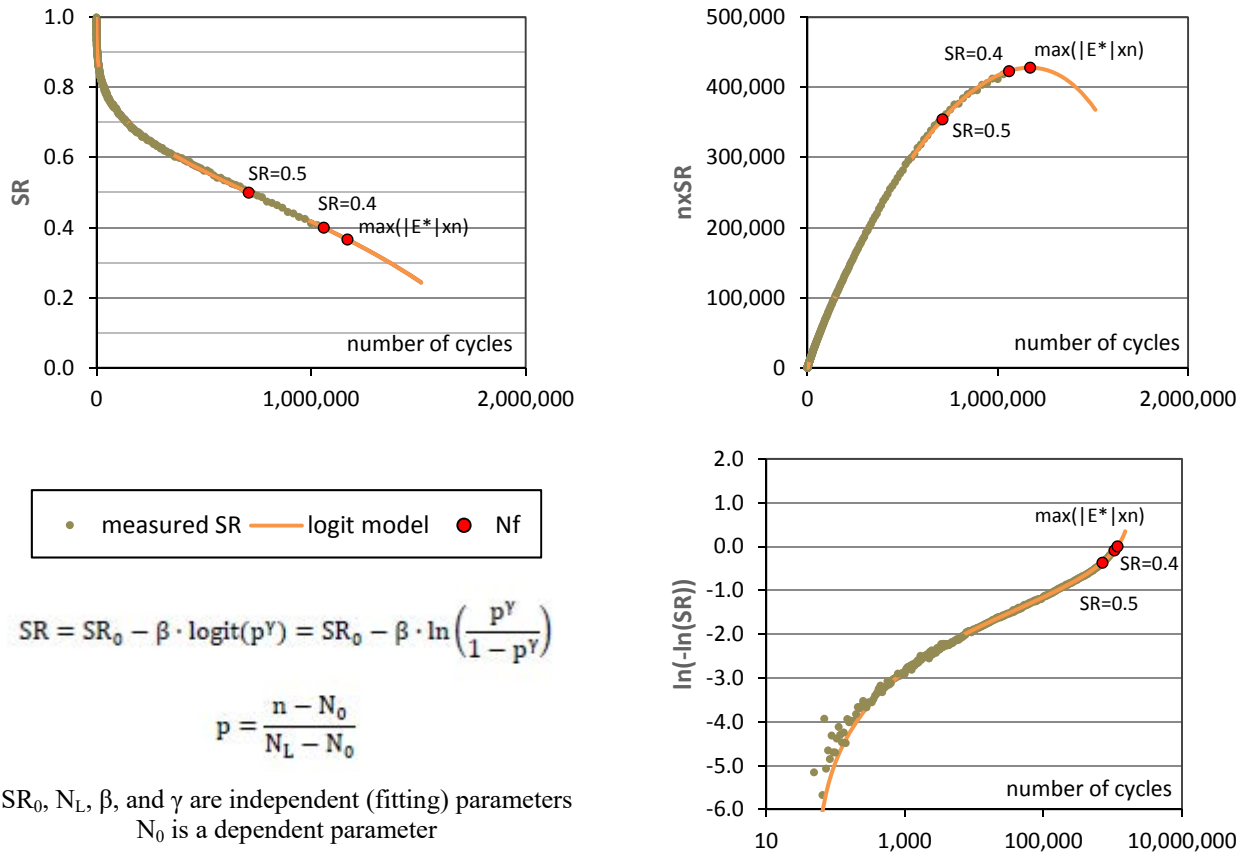 1.0
0.8
0.6
0.4
0.2
0.0
SR
SR=0.5
SR=0.4
max(|E*|xn)
number of cycles
0
1,000,000
2,000,000
500,000
400,000
300,000
200,000
100,000
0
nxSR
SR=0.4
max(|E*|xn)
SR=0.5
number of cycles
0
1,000,000
2,000,000
measured SR
logit model
Nf
SR₀ - β · logit(p^γ) = SR₀ - β · ln(p^γ / (1 - p^γ))
p = (n - N₀) / (N_L - N₀)
SR₀, N_L, β, and γ are independent (fitting) parameters
N₀ is a dependent parameter
2.0
1.0
0.0
-1.0
-2.0
-3.0
-4.0
-5.0
-6.0
ln(-ln(SR))
max(|E*|xn)
SR=0.4
SR=0.5
number of cycles
10
1,000
100,000
10,000,000